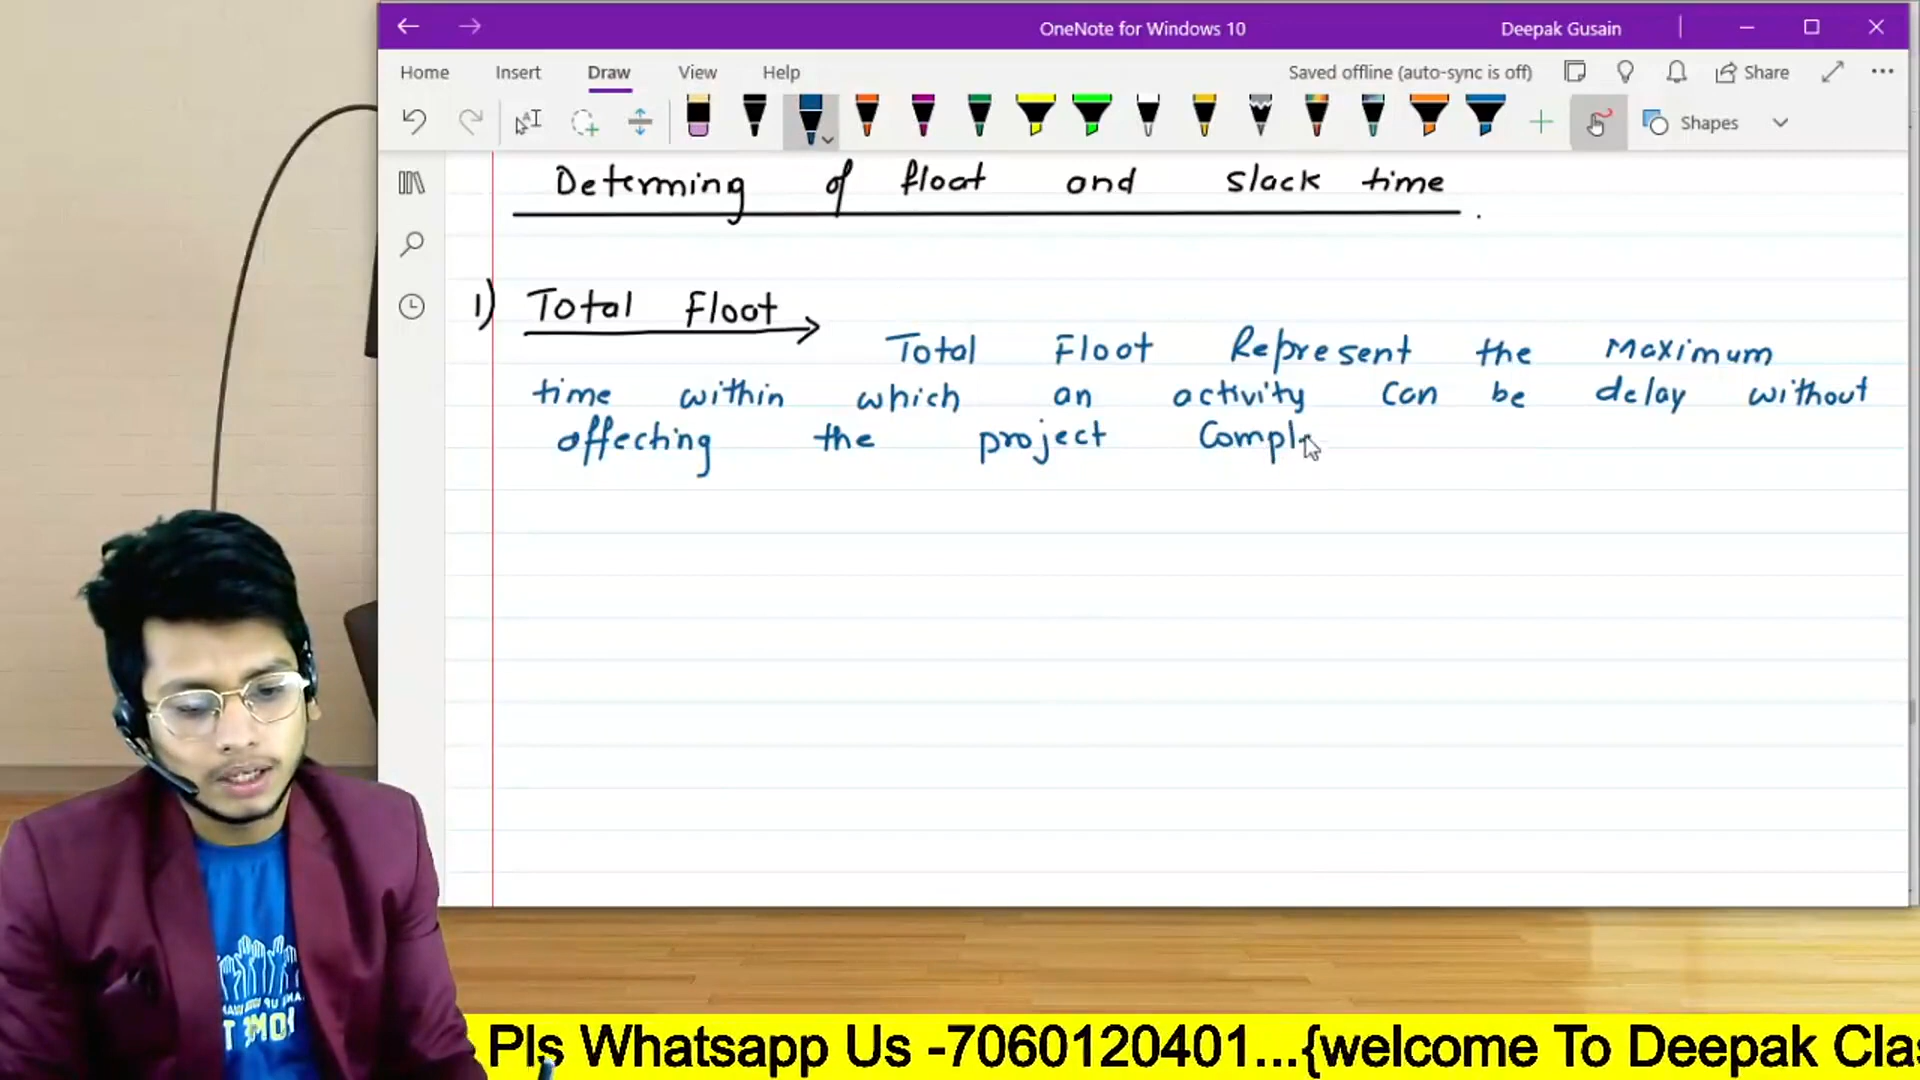 OneNote for Windows 10
Deepak Gusain
Home Insert Draw View Help
Saved offline (auto-sync is off)
Share
Shapes
Determing of float and slack time.
1) Total Float
Total Float Represent the Maximum
time within which an activity can be delay without
affecting the project Comple
Pls Whatsapp Us -7060120401...{welcome To Deepak Clas